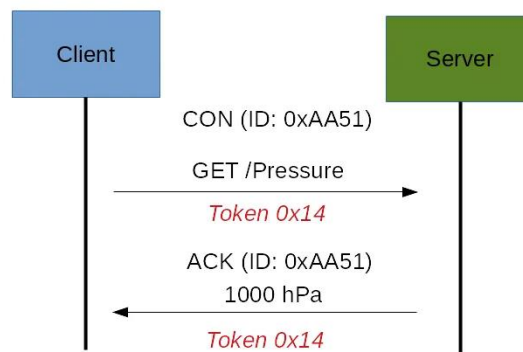 Client
Server
CON (ID: 0xAA51)
GET /Pressure
Token 0x14
ACK (ID: 0xAA51)
1000 hPa
Token 0x14